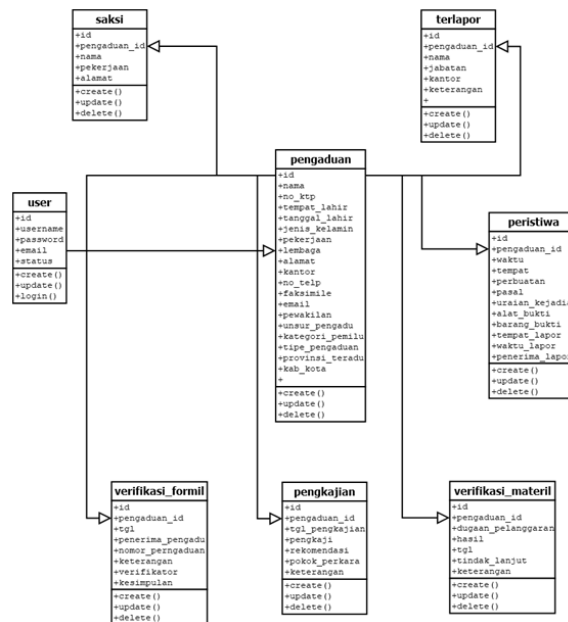 saksi
+id
+pengaduan_id
+nama
+pekerjaan
+alamat
+create()
+update()
+delete()
terlapor
+id
+pengaduan_id
+nama
+jabatan
+kantor
+keterangan
+
+create()
+update()
+delete()
user
+id
+username
+password
+email
+status
+create()
+update()
+login()
pengaduan
+id
+nama
+no_ktp
+tempat_lahir
+tanggal_lahir
+jenis_kelamin
+pekerjaan
+lembaga
+alamat
+kantor
+no_telp
+faksimile
+email
+pewakilan
+unsur_pengadu
+kategori_pemilu
+tipe_pengaduan
+provinsi_teradu
+kab_kota
+
+create()
+update()
+delete()
peristiwa
+id
+pengaduan_id
+waktu
+tempat
+perbuatan
+pasal
+uraian_kejadia
+alat_bukti
+barang_bukti
+tempat_lapor
+waktu_lapor
+penerima_lapor
+create()
+update()
+delete()
verifikasi_formil
+id
+pengaduan_id
+tgl
+penerima_pengadu
+nomor_perngaduan
+keterangan
+verifikator
+kesimpulan
+create()
+update()
+delete()
pengkajian
+id
+pengaduan_id
+tgl_pengkajian
+pengkaji
+rekomendasi
+pokok_perkara
+keterangan
+create()
+update()
+delete()
verifikasi_materil
+id
+pengaduan_id
+dugaan_pelanggaran
+hasil
+tgl
+tindak_lanjut
+keterangan
+create()
+update()
+delete()